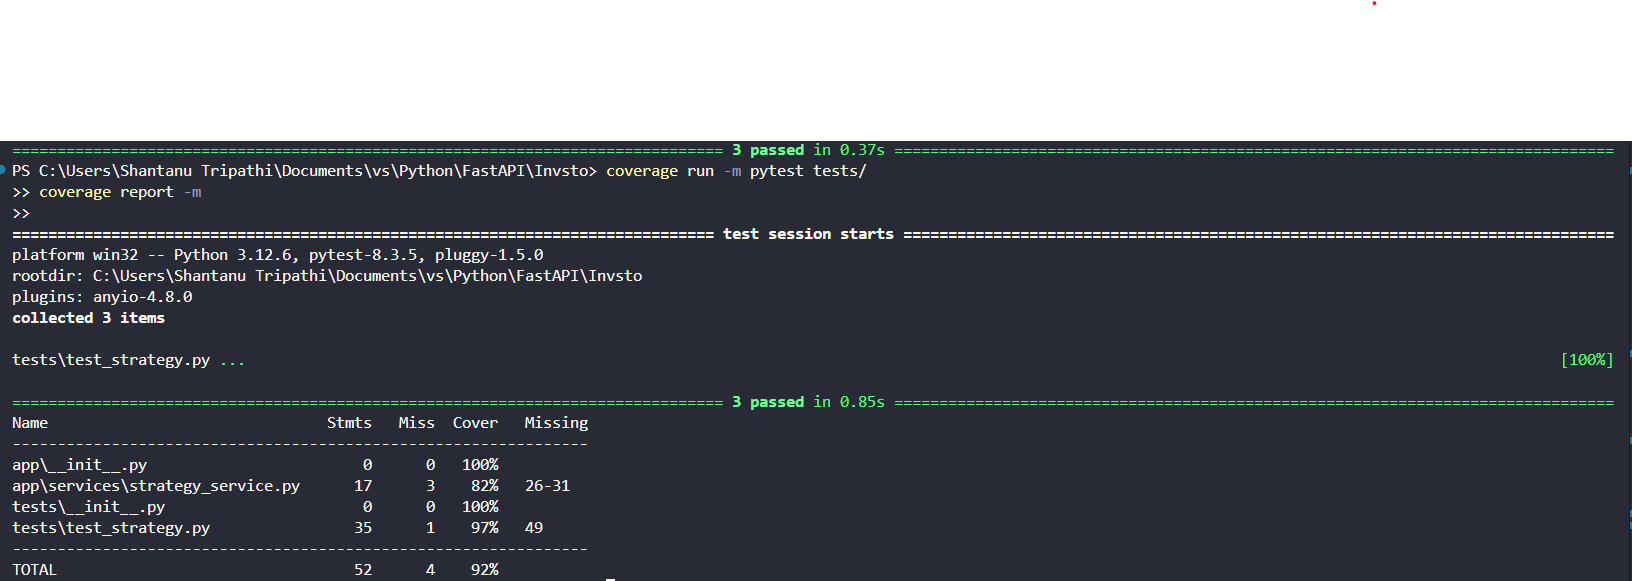 ============================================================================== 3 passed in 0.37s ================================================================================
PS C:\Users\Shantanu Tripathi\Documents\vs\Python\FastAPI\Invsto> coverage run -m pytest tests/
>> coverage report -m
>>
============================================================================== test session starts ===============================================================================
platform win32 -- Python 3.12.6, pytest-8.3.5, pluggy-1.5.0
rootdir: C:\Users\Shantanu Tripathi\Documents\vs\Python\FastAPI\Invsto
plugins: anyio-4.8.0
collected 3 items
tests\test_strategy.py ... [100%]
=============================================================================== 3 passed in 0.85s ================================================================================
Name                               Stmts   Miss  Cover   Missing
----------------------------------------------------------------
app\__init__.py                        0      0   100%
app\services\strategy_service.py      17      3    82%   26-31
tests\__init__.py                      0      0   100%
tests\test_strategy.py                35      1    97%   49
----------------------------------------------------------------
TOTAL                                 52      4    92%